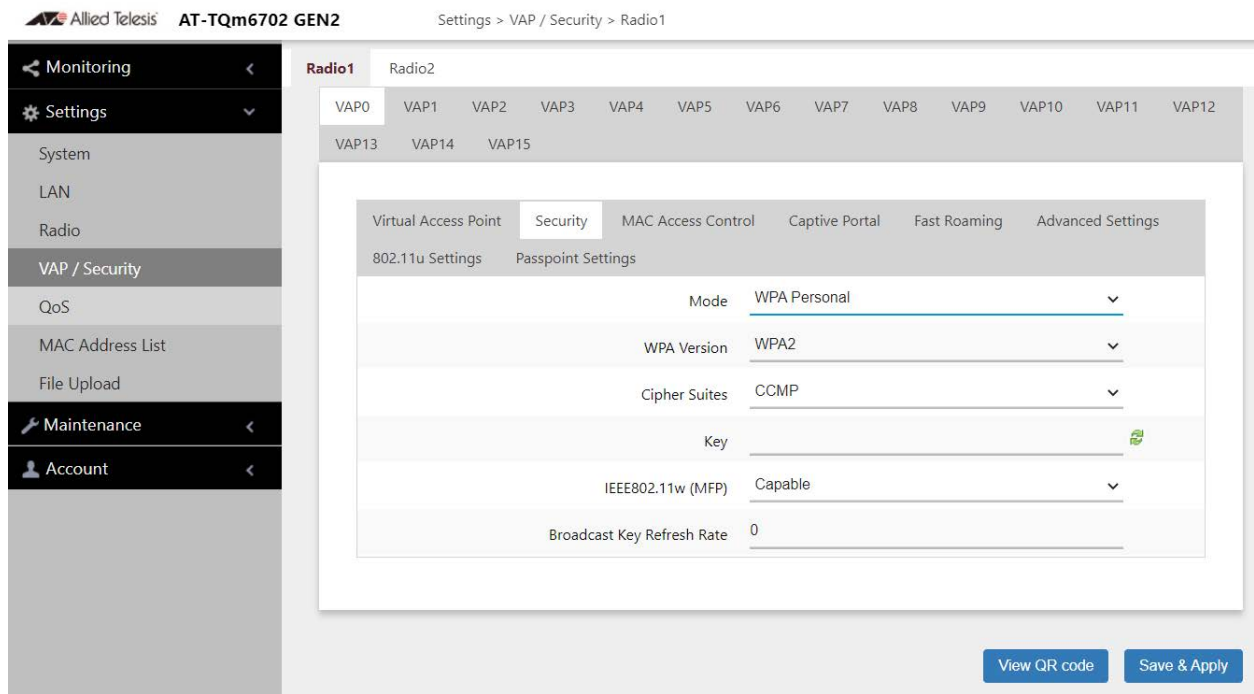 Allied Telesis AT-TQm6702 GEN2 Settings > VAP / Security > Radio1
Monitoring
Settings
System
LAN
Radio
VAP / Security
QoS
MAC Address List
File Upload
Maintenance
Account
Radio1 Radio2
VAP0 VAP1 VAP2 VAP3 VAP4 VAP5 VAP6 VAP7 VAP8 VAP9 VAP10 VAP11 VAP12
VAP13 VAP14 VAP15
Virtual Access Point Security MAC Access Control Captive Portal Fast Roaming Advanced Settings
802.11u Settings Passpoint Settings
Mode WPA Personal
WPA Version WPA2
Cipher Suites CCMP
Key
IEEE802.11w (MFP) Capable
Broadcast Key Refresh Rate 0
View QR code Save & Apply